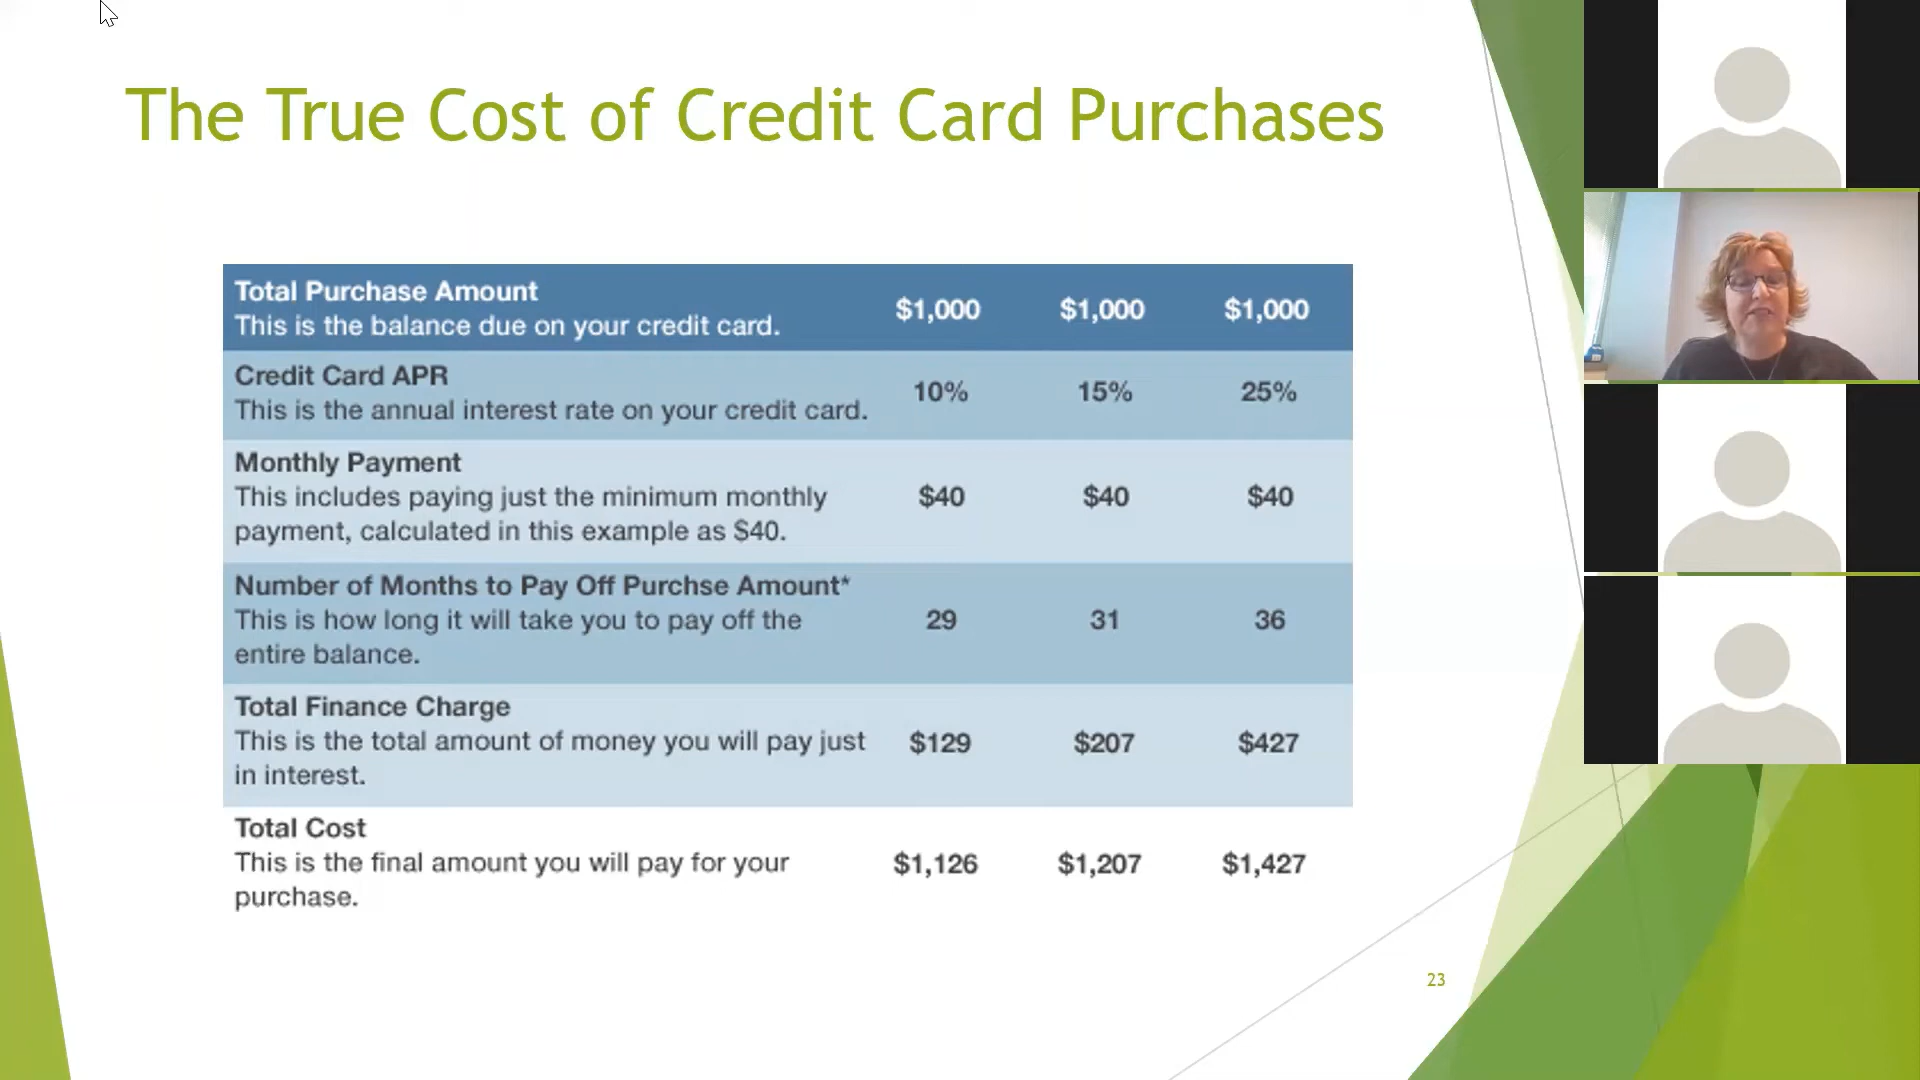 The True Cost of Credit Card Purchases
Total Purchase Amount
This is the balance due on your credit card.
$1,000 $1,000 $1,000
Credit Card APR
This is the annual interest rate on your credit card.
10% 15% 25%
Monthly Payment
This includes paying just the minimum monthly
payment, calculated in this example as $40.
$40 $40 $40
Number of Months to Pay Off Purchse Amount*
This is how long it will take you to pay off the
entire balance.
29 31 36
Total Finance Charge
This is the total amount of money you will pay just
in interest.
$129 $207 $427
Total Cost
This is the final amount you will pay for your
purchase.
$1,126 $1,207 $1,427
23